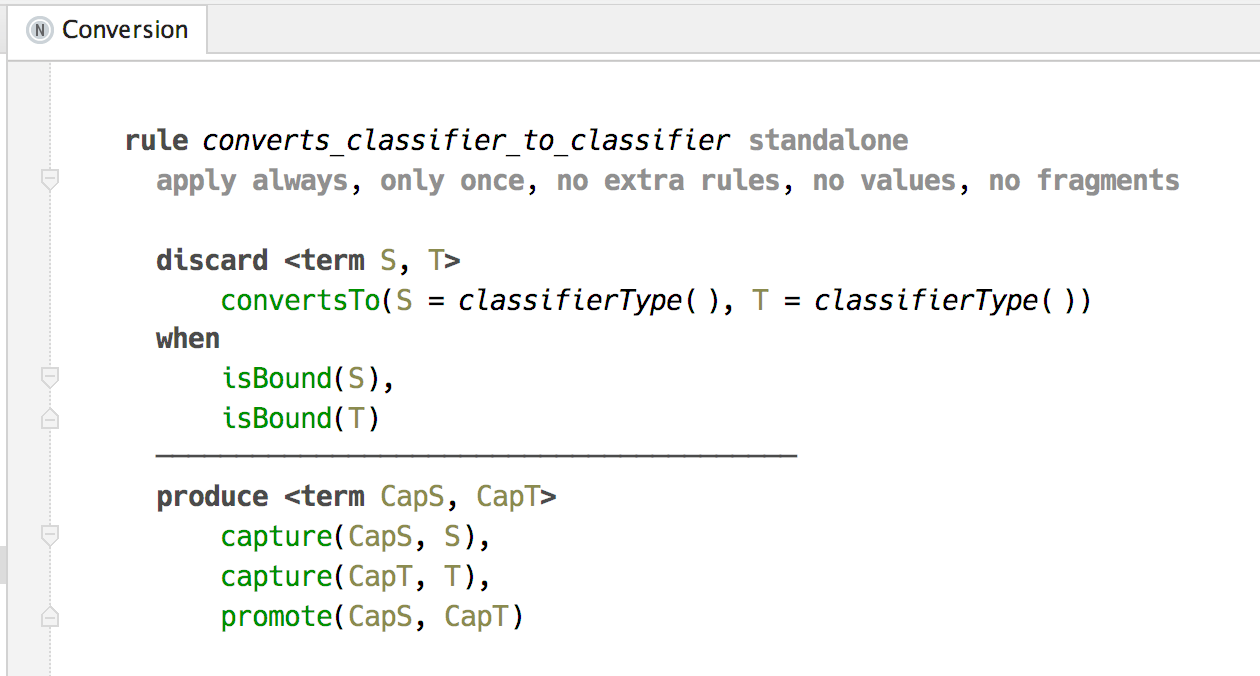 N Conversion
rule converts_classifier_to_classifier standalone
apply always, only once, no extra rules, no values, no fragments
discard <term S, T>
convertsTo(S = classifierType( ), T = classifierType( ))
when
isBound(S),
isBound(T)
produce <term CapS, CapT>
capture(CapS, S),
capture(CapT, T),
promote(CapS, CapT)